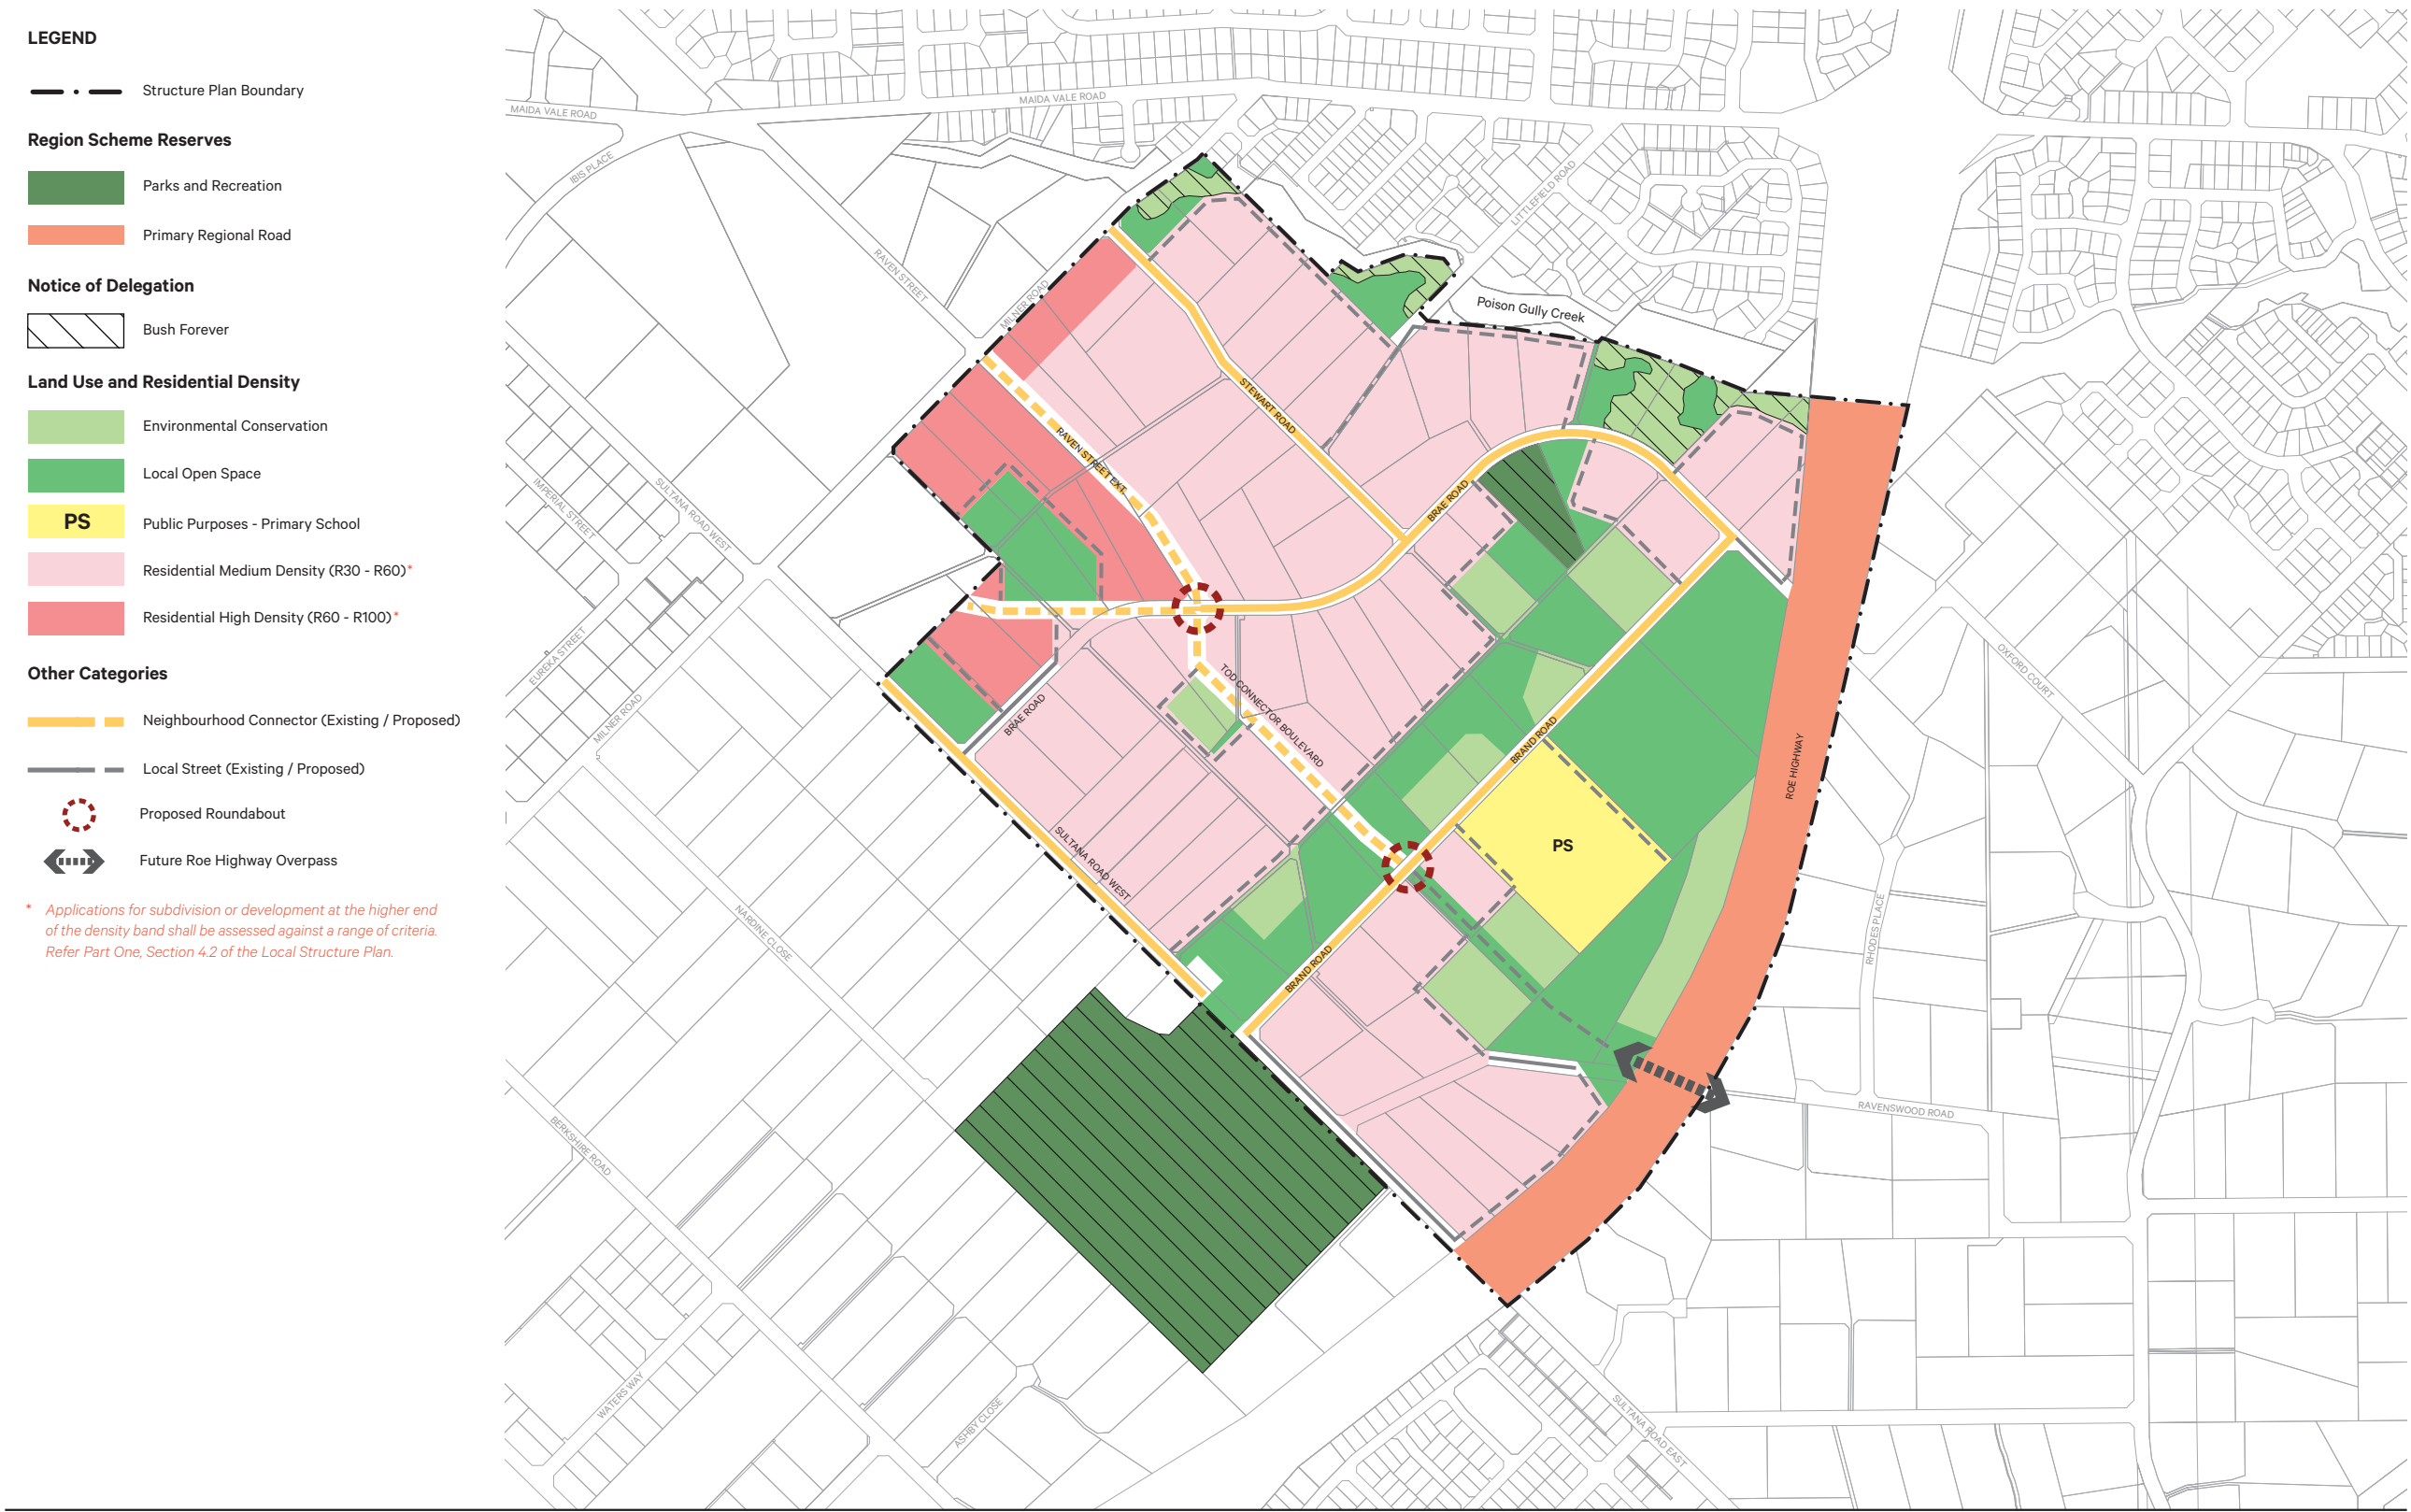 LEGEND
Structure Plan Boundary
Region Scheme Reserves
Parks and Recreation
Primary Regional Road
Notice of Delegation
Bush Forever
Land Use and Residential Density
Environmental Conservation
Local Open Space
PS
Public Purposes - Primary School
Residential Medium Density (R30 - R60)*
Residential High Density (R60 - R100)*
Other Categories
Neighbourhood Connector (Existing / Proposed)
Local Street (Existing / Proposed)
Proposed Roundabout
Future Roe Highway Overpass
* Applications for subdivision or development at the higher end
of the density band shall be assessed against a range of criteria.
Refer Part One, Section 4.2 of the Local Structure Plan.
MAIDA VALE ROAD
MAIDA VALE ROAD
IBIS PLACE
LITTLEFIELD ROAD
RAVEN STREET
MILNER ROAD
Poison Gully Creek
STEWART ROAD
RAVEN STREET EXT.
BRAE ROAD
IMPERIAL STREET
SULTANA ROAD WEST
EUREKA STREET
MILNER ROAD
BRAE ROAD
TOD CONNECTOR BOULEVARD
BRAND ROAD
ROE HIGHWAY
OXFORD COURT
PS
SULTANA ROAD WEST
NARDINE CLOSE
BRAND ROAD
RHODES PLACE
RAVENSWOOD ROAD
BERKSHIRE ROAD
WATERS WAY
ASHBY CLOSE
SULTANA ROAD EAST